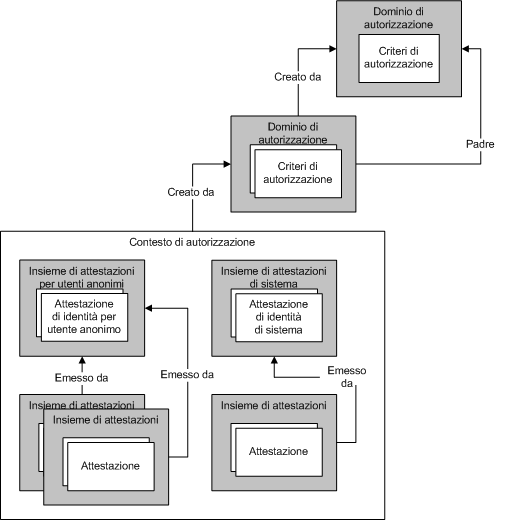 Dominio di
autorizzazione
Criteri di
autorizzazione
Creato da
Padre
Dominio di
autorizzazione
Criteri di
autorizzazione
Creato da
Contesto di autorizzazione
Insieme di attestazioni
per utenti anonimi
Attestazione
di identità per
utente anonimo
Insieme di attestazioni
di sistema
Attestazione
di identità
di sistema
Emesso da
Emesso da
Emesso
da
Insieme di attestazioni
Insieme di attestazioni
Attestazione
Insieme di attestazioni
Attestazione